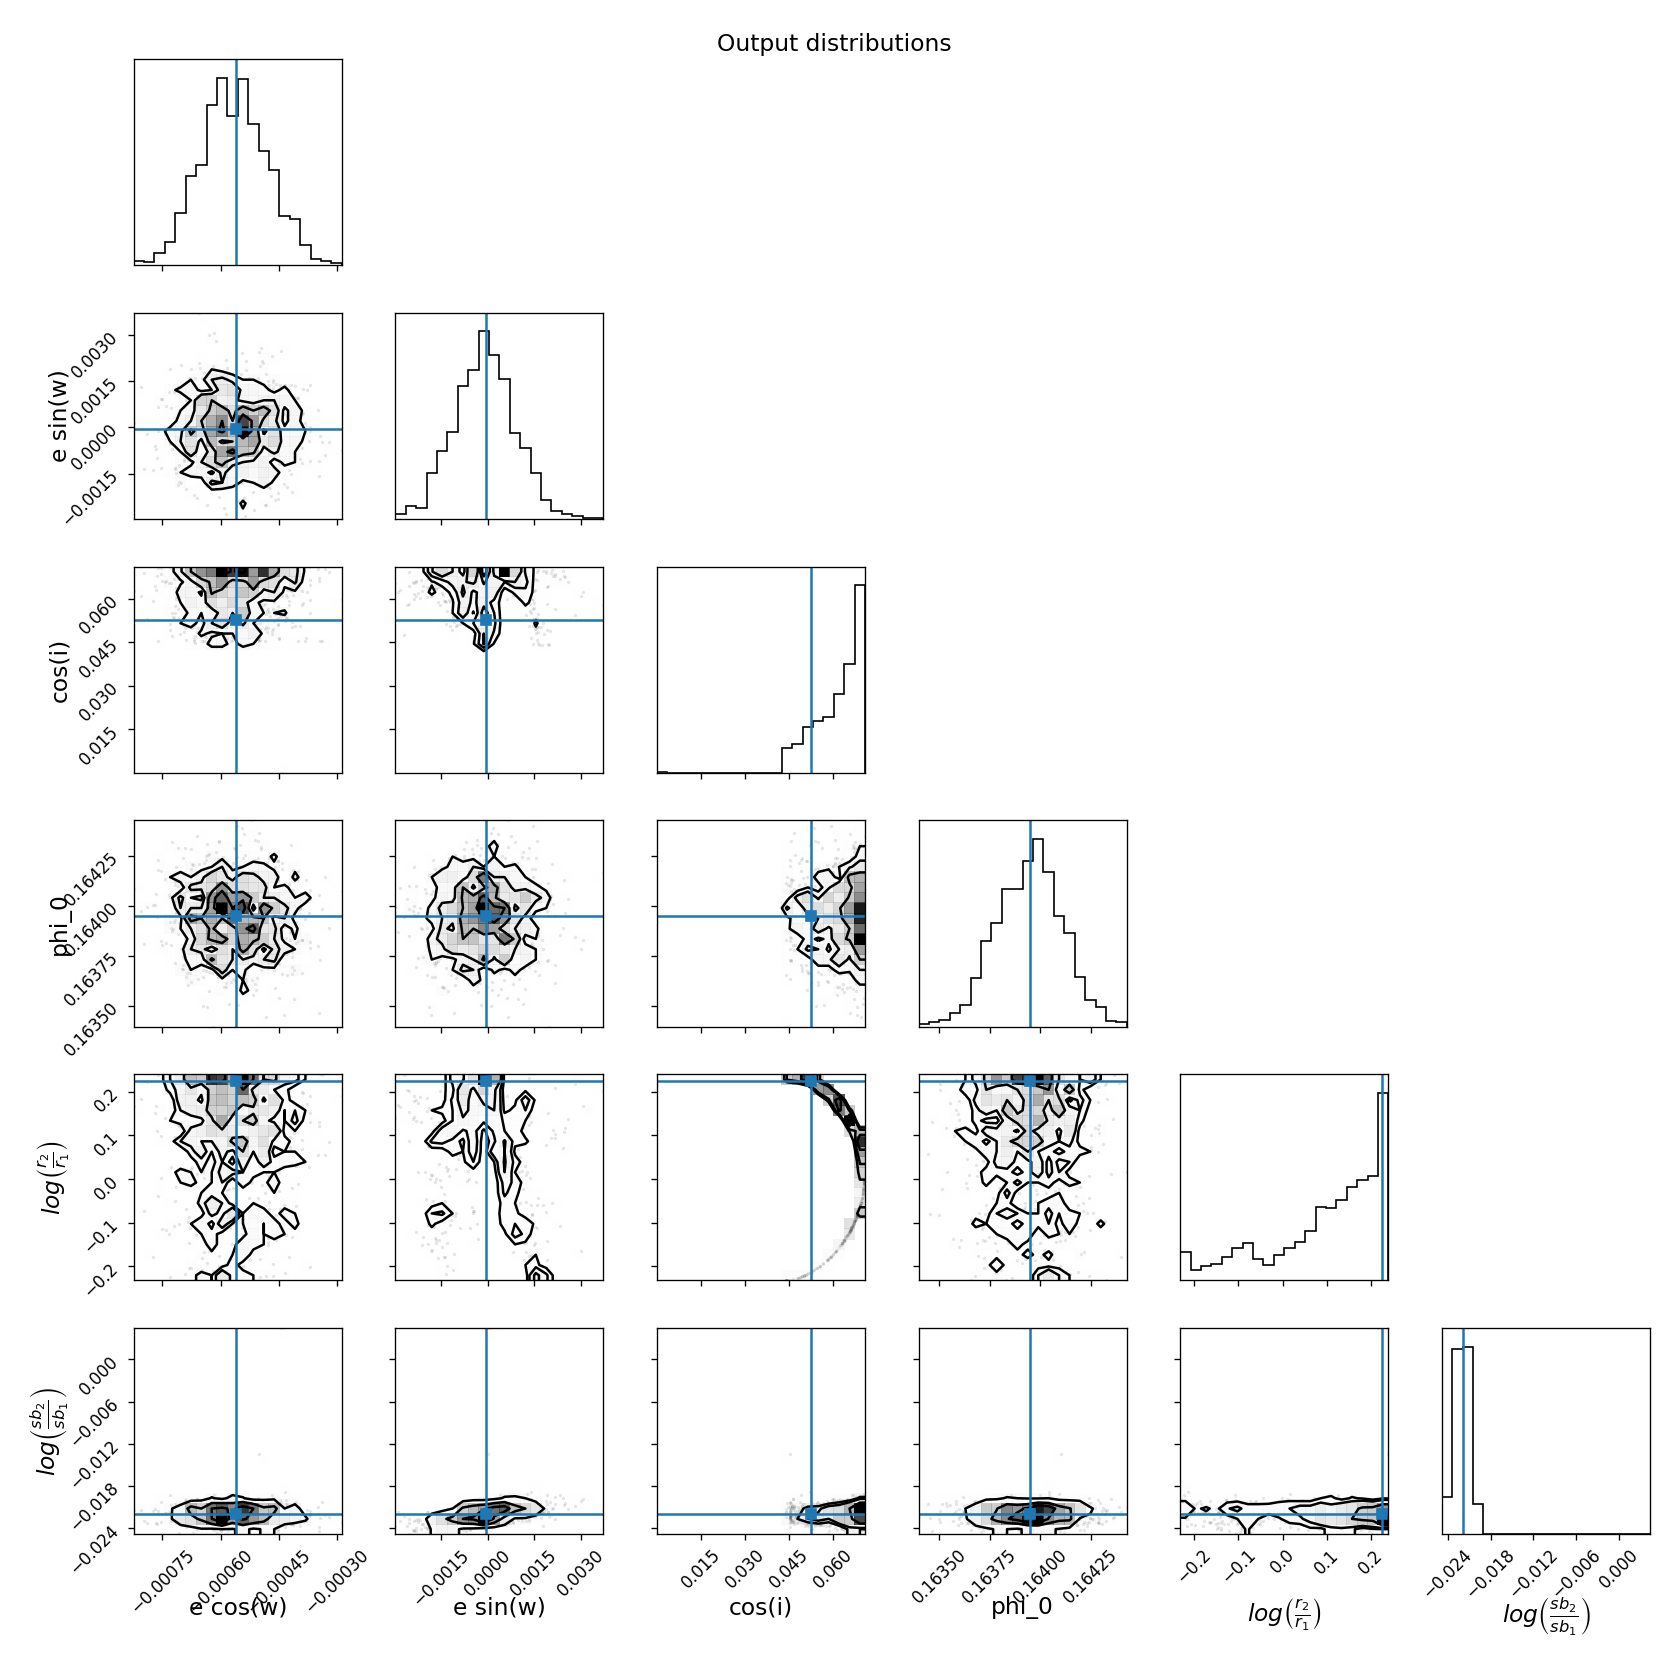 Output distributions
e sin(w)
0.0030
0.0015
0.0000
−0.0015
cos(i)
0.060
0.045
0.030
0.015
phi_0
0.16425
0.16400
0.16375
0.16350
log(r2/r1)
0.2
0.1
0.0
−0.1
−0.2
log(sb2/sb1)
0.000
−0.006
−0.012
−0.018
−0.024
−0.00075 −0.00060 −0.00045 −0.00030
−0.0015 0.0000 0.0015 0.0030
0.015 0.030 0.045 0.060
0.16350 0.16375 0.16400 0.16425
−0.2 −0.1 0.0 0.1 0.2
−0.024 −0.018 −0.012 −0.006 0.000
e cos(w) e sin(w) cos(i) phi_0 log(r2/r1) log(sb2/sb1)